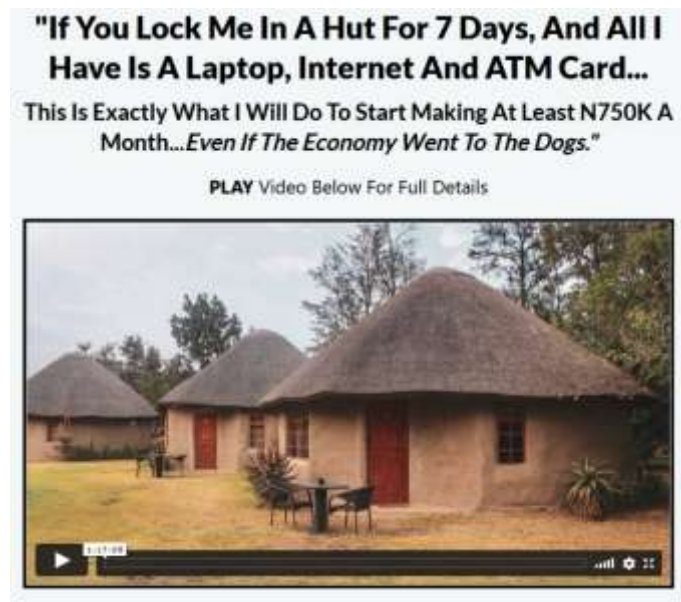 "If You Lock Me In A Hut For 7 Days, And All I
Have Is A Laptop, Internet And ATM Card...
This Is Exactly What I Will Do To Start Making At Least N750K A
Month...Even If The Economy Went To The Dogs."
PLAY Video Below For Full Details